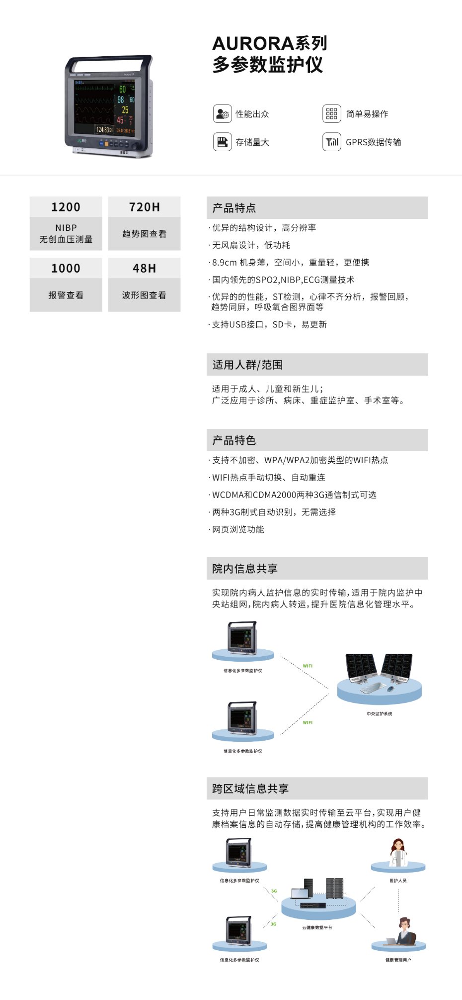 AURORA系列
多参数监护仪
Aurora 12
60
98 60
25
45 23
3
124 83 96 37.0 36.8 0.2
性能出众
简单易操作
存储量大
GPRS数据传输
1200
NIBP
无创血压测量
720H
趋势图查看
1000
报警查看
48H
波形图查看
产品特点
·优异的结构设计，高分辨率
·无风扇设计，低功耗
·8.9cm 机身薄，空间小，重量轻，更便携
·国内领先的SPO2,NIBP,ECG测量技术
·优异的的性能，ST检测，心律不齐分析，报警回顾，
趋势同屏，呼吸氧合图界面等
·支持USB接口，SD卡，易更新
适用人群/范围
适用于成人、儿童和新生儿；
广泛应用于诊所、病床、重症监护室、手术室等。
产品特色
·支持不加密、WPA/WPA2加密类型的WIFI热点
·WIFI热点手动切换、自动重连
·WCDMA和CDMA2000两种3G通信制式可选
·两种3G制式自动识别，无需选择
·网页浏览功能
院内信息共享
实现院内病人监护信息的实时传输，适用于院内监护中
央站组网，院内病人转运，提升医院信息化管理水平。
信息化多参数监护仪
WIFI
中央监护系统
WIFI
信息化多参数监护仪
跨区域信息共享
支持用户日常监测数据实时传输至云平台，实现用户健
康档案信息的自动存储，提高健康管理机构的工作效率。
信息化多参数监护仪
医护人员
3G
3G
云健康数据平台
信息化多参数监护仪
健康管理用户